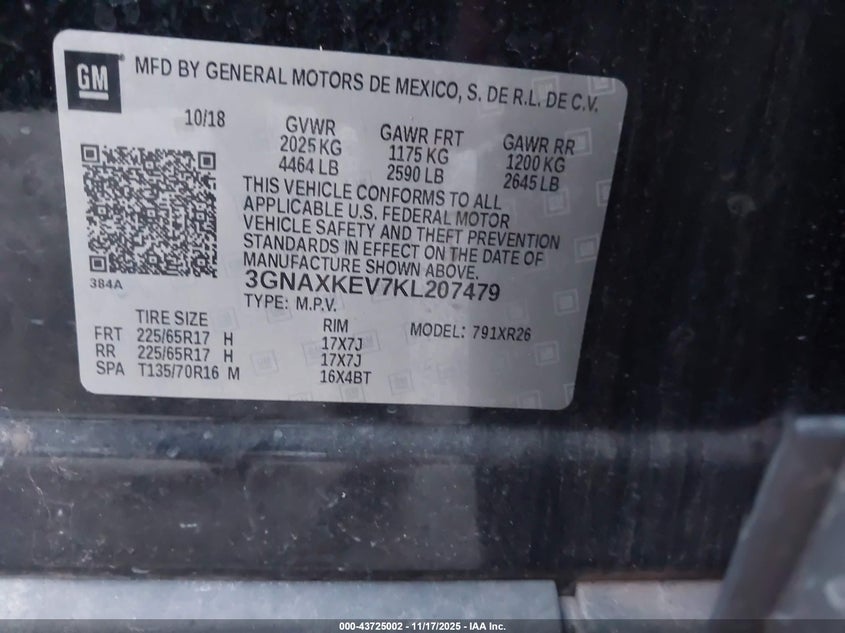 GM
MFD BY GENERAL MOTORS DE MEXICO, S. DE R.L. DE C.V.
10/18 GVWR GAWR FRT GAWR RR
2025 KG 1175 KG 1200 KG
4464 LB 2590 LB 2645 LB
THIS VEHICLE CONFORMS TO ALL
APPLICABLE U.S. FEDERAL MOTOR
VEHICLE SAFETY AND THEFT PREVENTION
STANDARDS IN EFFECT ON THE DATE OF
MANUFACTURE SHOWN ABOVE.
384A
3GNAXKEV7KL207479
TYPE: M.P.V.
TIRE SIZE RIM MODEL: 791XR26
FRT 225/65R17 H 17X7J
RR 225/65R17 H 17X7J
SPA T135/70R16 M 16X4BT
000-43725002 — 11/17/2025 — IAA Inc.